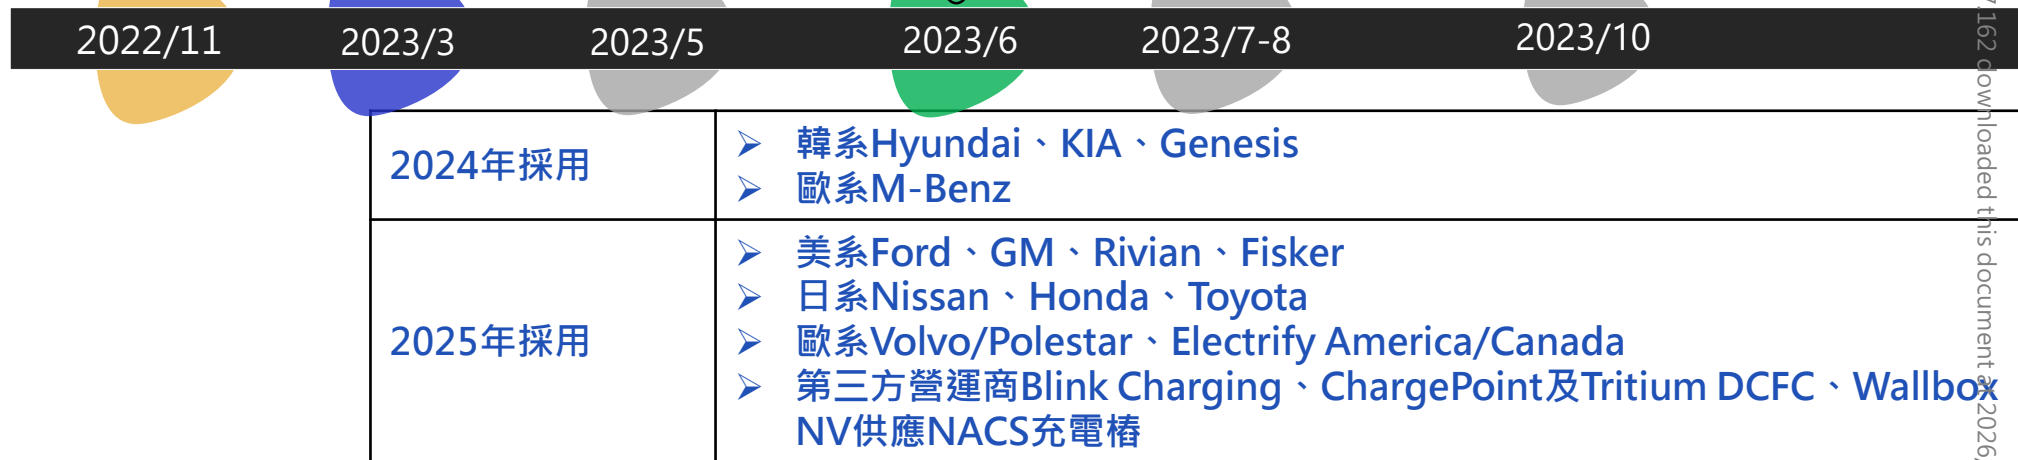 2022/11
2023/3
2023/5
2023/6
2023/7-8
2023/10
2024年採用
➢ 韓系Hyundai、KIA、Genesis
➢ 歐系M-Benz
2025年採用
➢ 美系Ford、GM、Rivian、Fisker
➢ 日系Nissan、Honda、Toyota
➢ 歐系Volvo/Polestar、Electrify America/Canada
➢ 第三方營運商Blink Charging、ChargePoint及Tritium DCFC、Wallbox
NV供應NACS充電樁
7.162 downloaded this document at 2026,